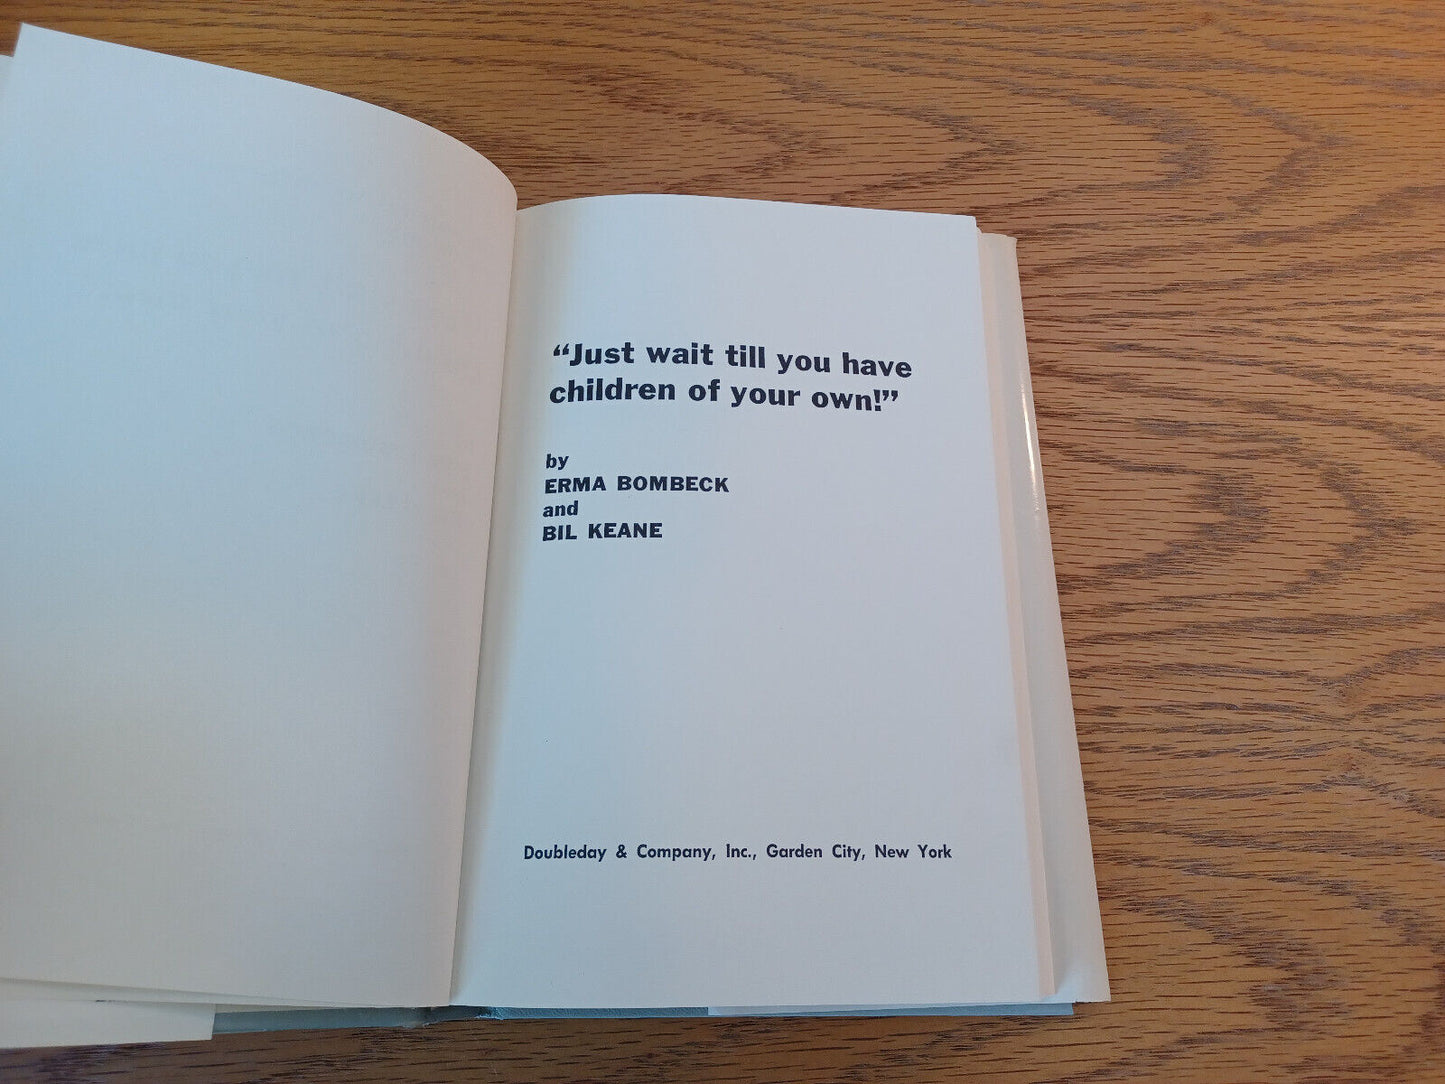 “Just wait till you have
children of your own!”
by
ERMA BOMBECK
and
BIL KEANE
Doubleday & Company, Inc., Garden City, New York